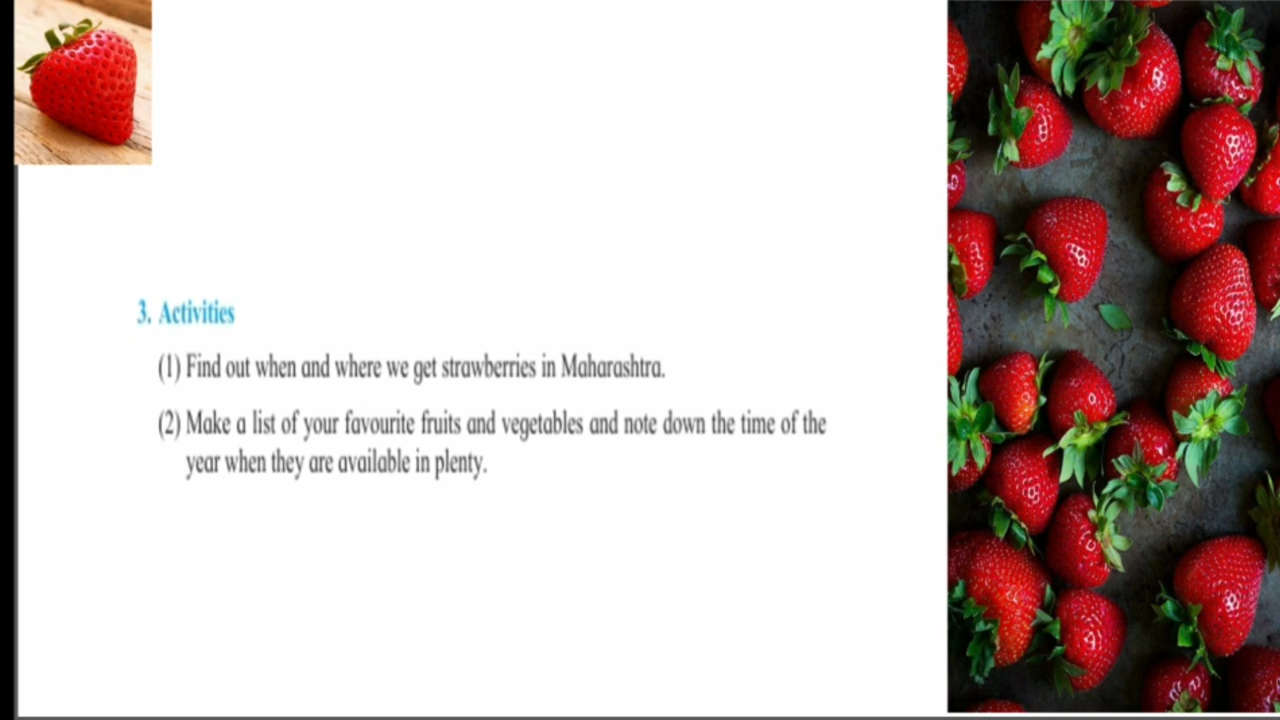 3. Activities
(1) Find out when and where we get strawberries in Maharashtra.
(2) Make a list of your favourite fruits and vegetables and note down the time of the
year when they are available in plenty.